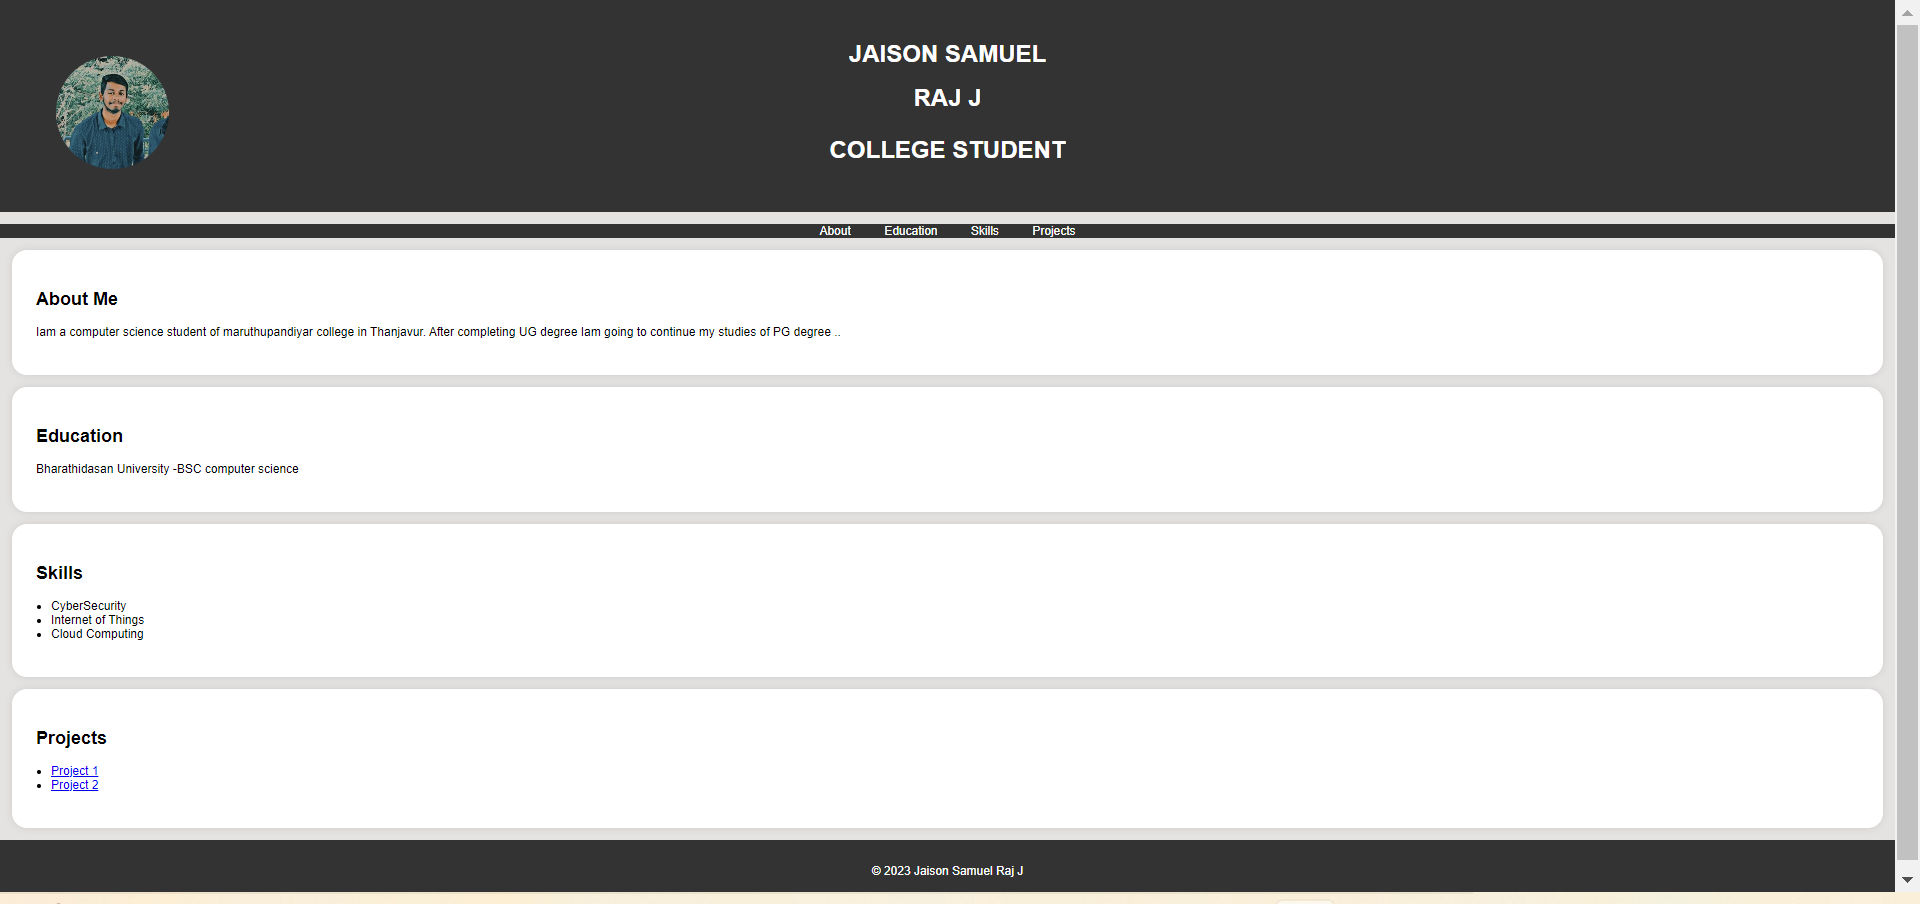 JAISON SAMUEL
RAJ J
COLLEGE STUDENT
About Education Skills Projects
About Me
Iam a computer science student of maruthupandiyar college in Thanjavur. After completing UG degree Iam going to continue my studies of PG degree ..
Education
Bharathidasan University -BSC computer science
Skills
CyberSecurity
Internet of Things
Cloud Computing
Projects
Project 1
Project 2
© 2023 Jaison Samuel Raj J